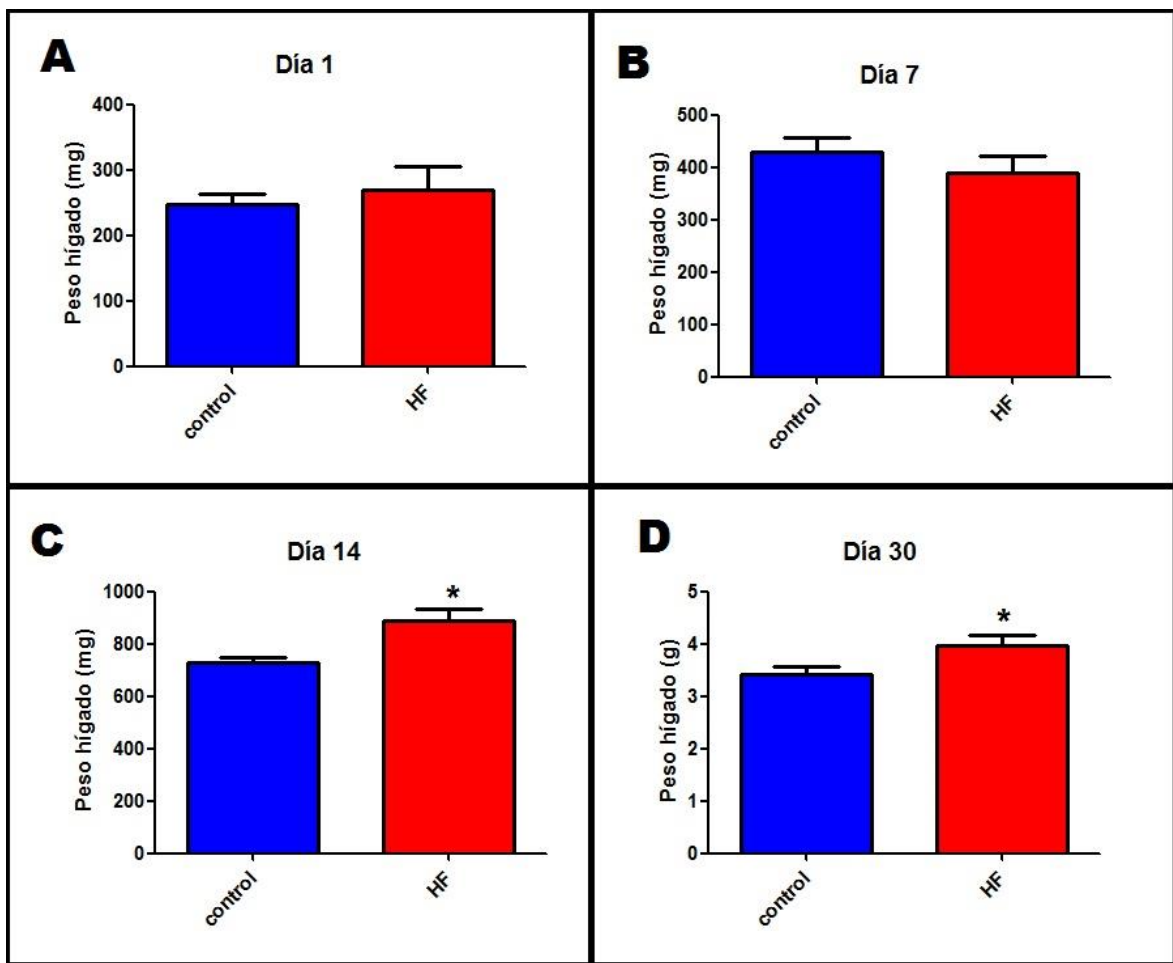 A
Día 1
Peso hígado (mg)
400
300
200
100
0
control
HF
B
Día 7
Peso hígado (mg)
500
400
300
200
100
0
control
HF
C
Día 14
Peso hígado (mg)
1000
800
600
400
200
0
*
control
HF
D
Día 30
Peso hígado (g)
5
4
3
2
1
0
*
control
HF